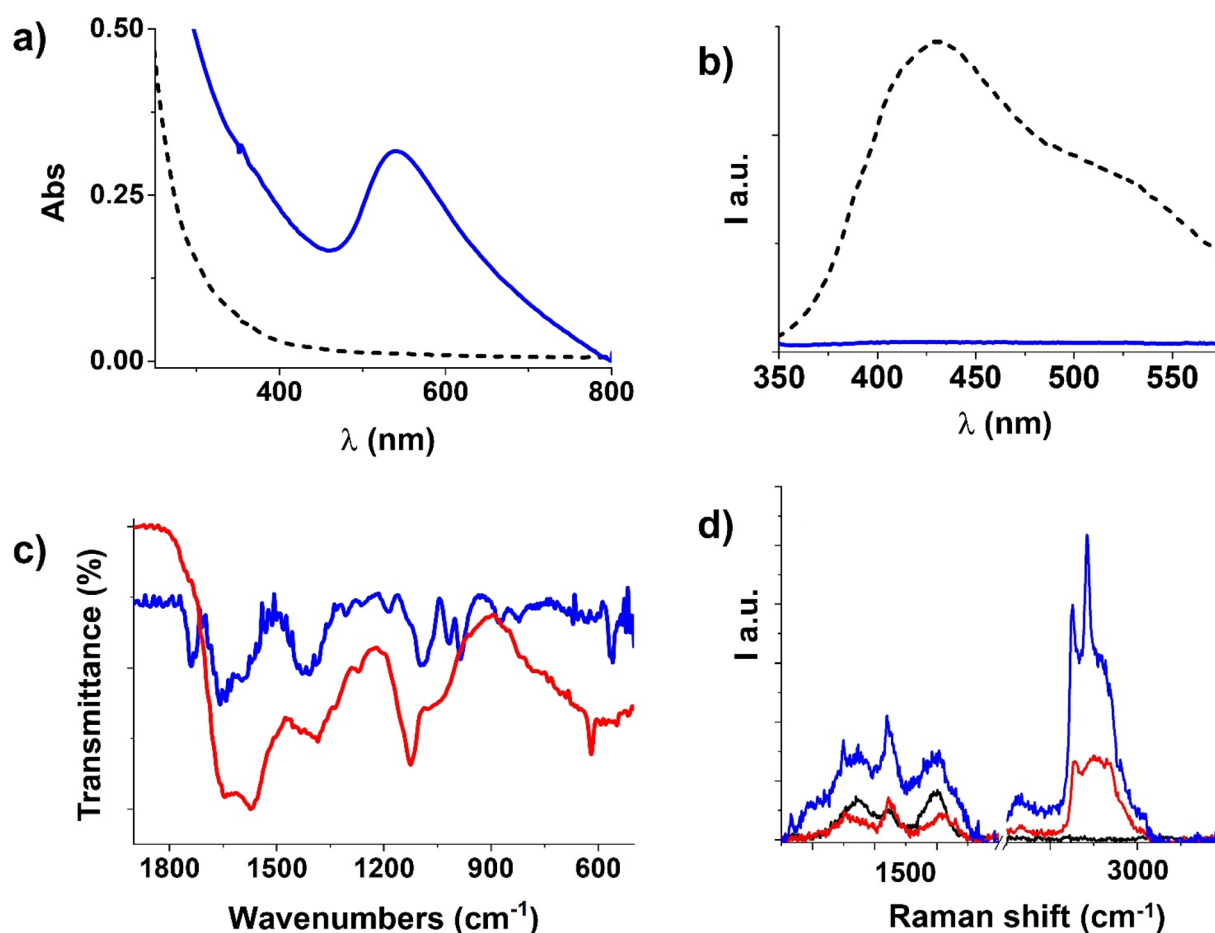 a)
Abs
0.50
0.25
0.00
400
600
800
λ (nm)
b)
I a.u.
350
400
450
500
550
λ (nm)
c)
Transmittance (%)
1800
1500
1200
900
600
Wavenumbers (cm-1)
d)
I a.u.
1500
3000
Raman shift (cm-1)